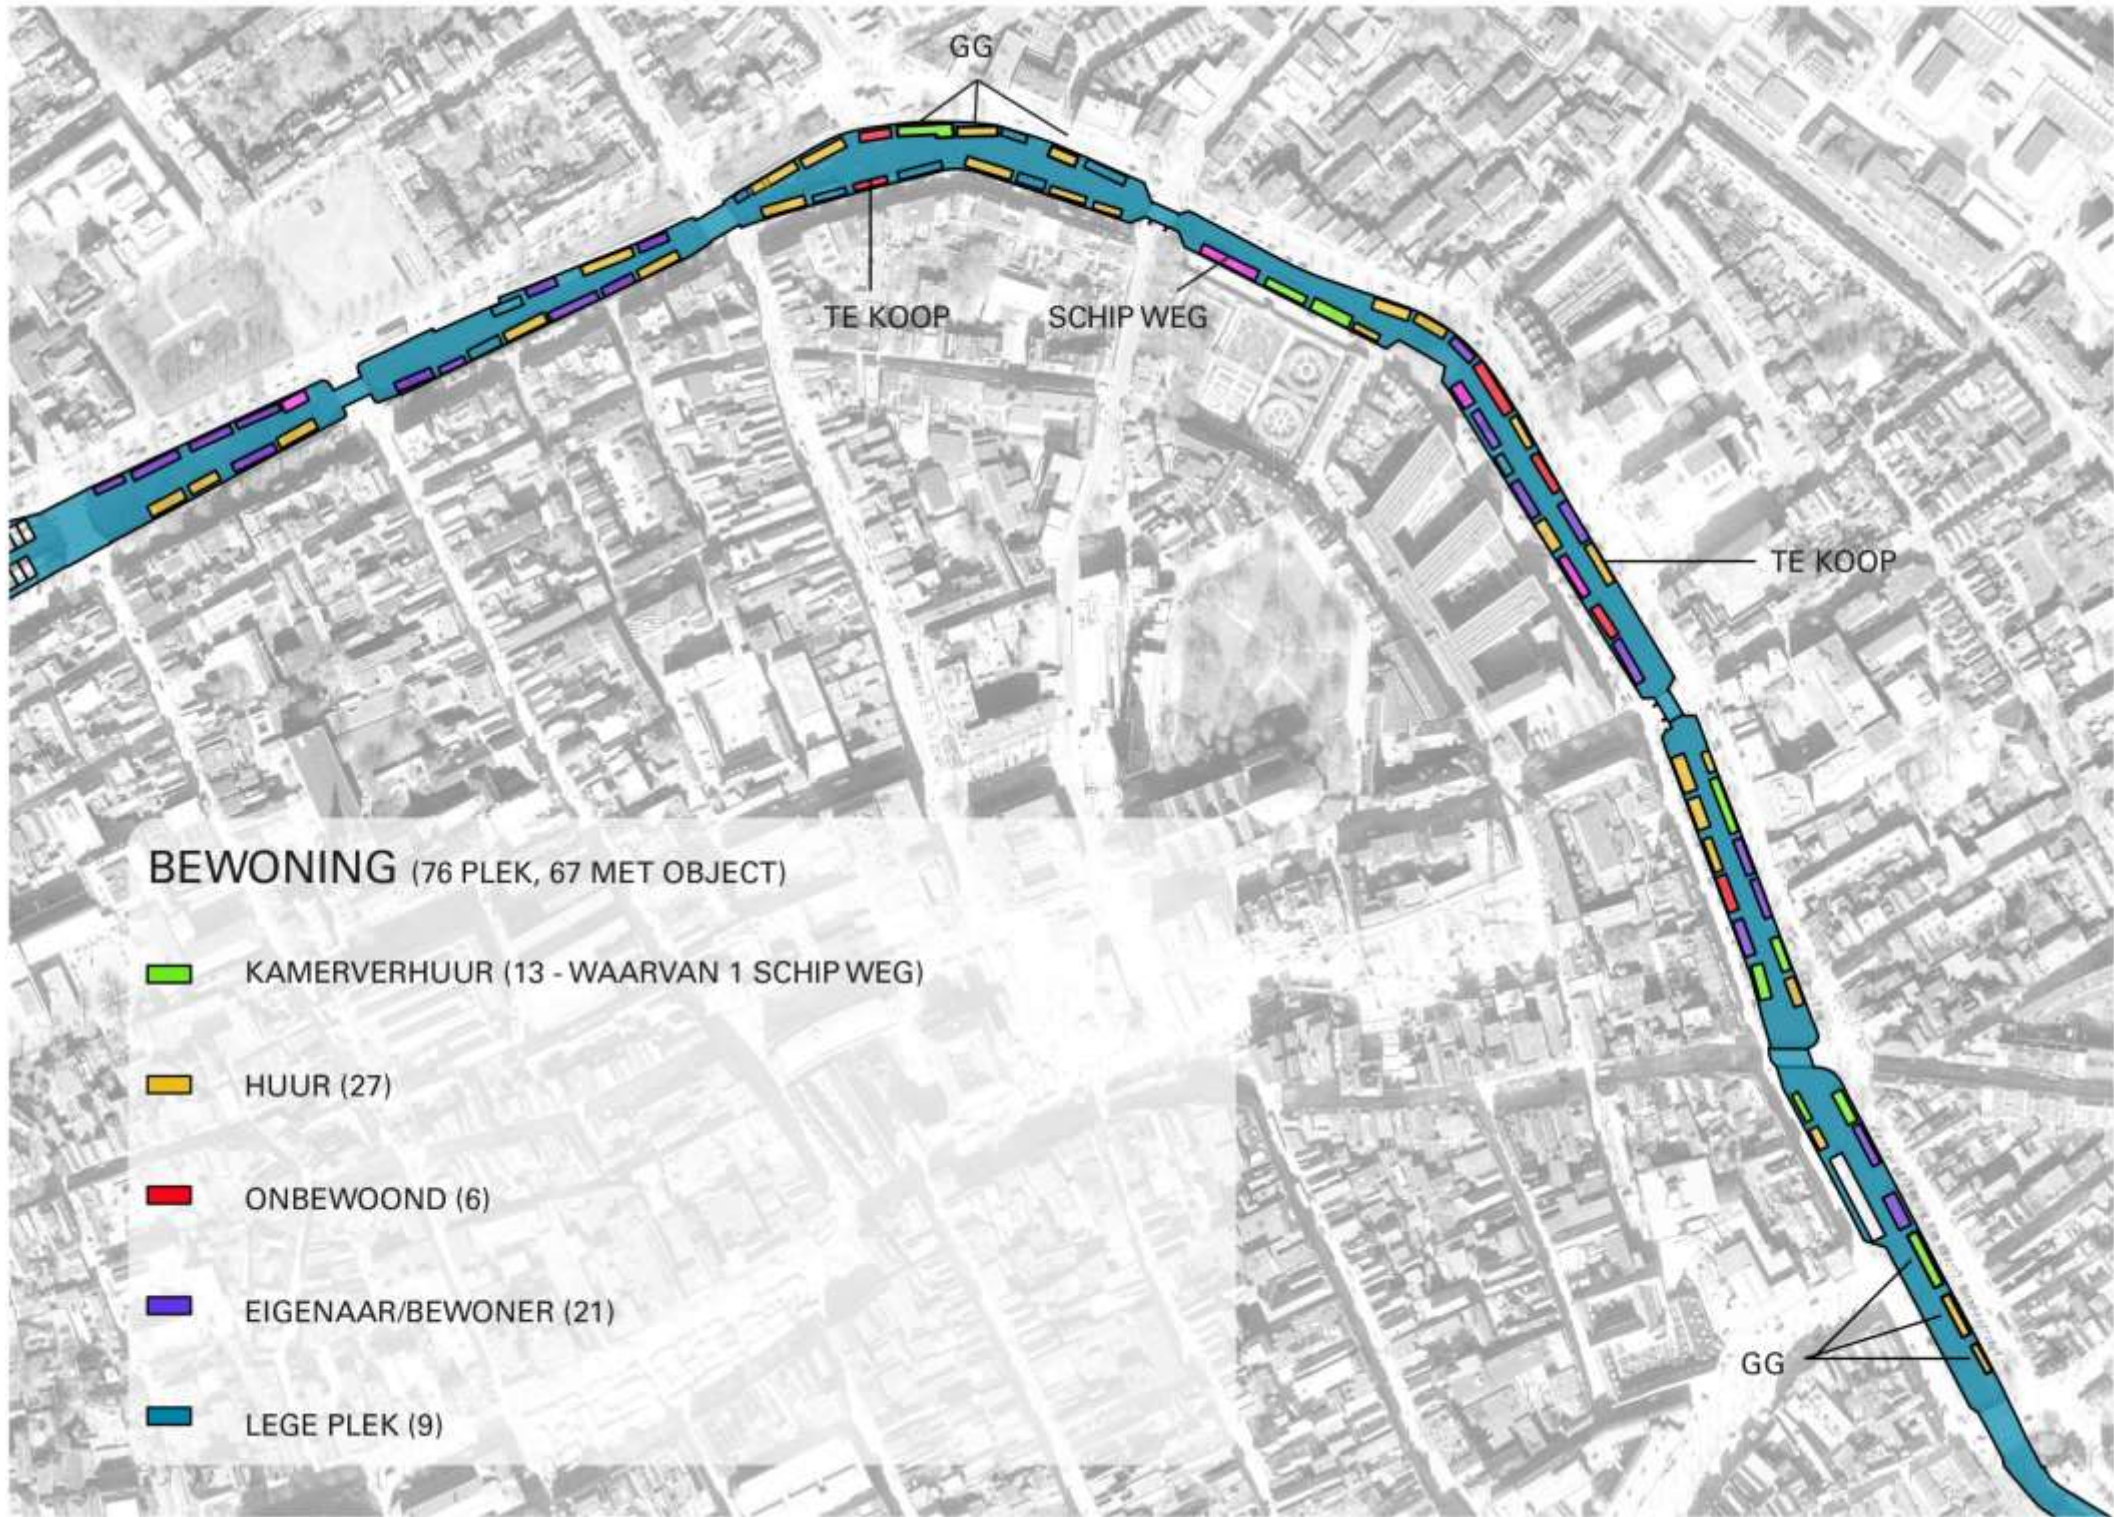 GG
TE KOOP
SCHIP WEG
TE KOOP
BEWONING (76 PLEK, 67 MET OBJECT)
KAMERVERHUUR (13 - WAARVAN 1 SCHIP WEG)
HUUR (27)
ONBEWOOND (6)
EIGENAAR/BEWONER (21)
GG
LEGE PLEK (9)